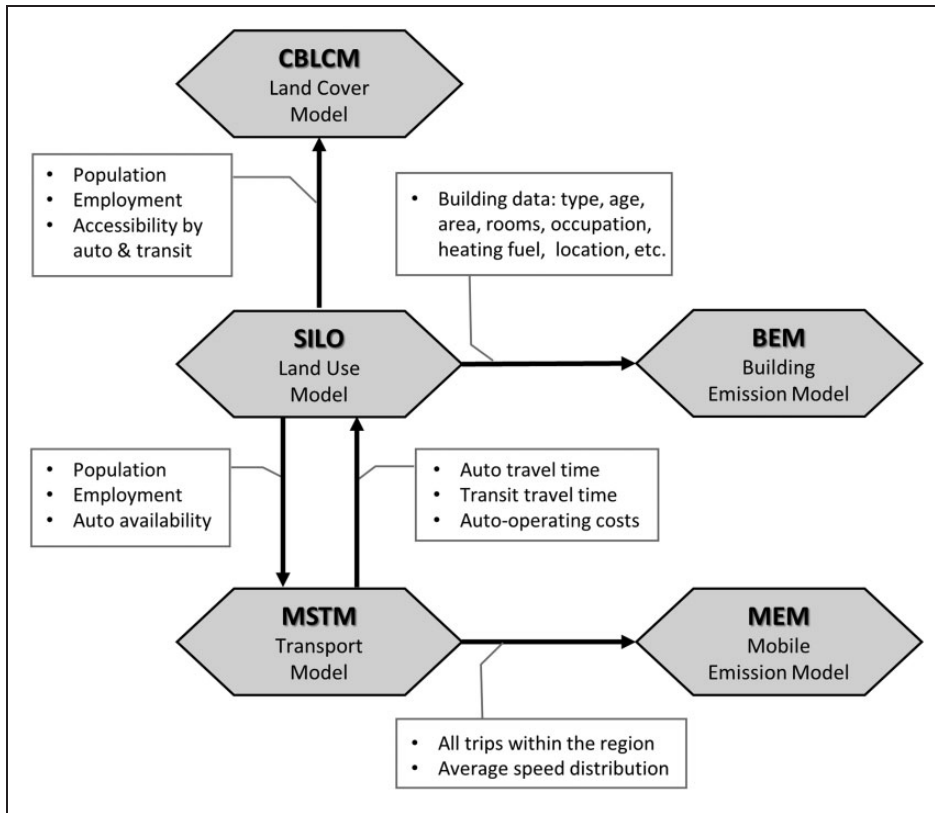 CBLCM
Land Cover
Model
• Population
• Employment
• Accessibility by
auto & transit
• Building data: type, age,
area, rooms, occupation,
heating fuel, location, etc.
SILO
Land Use
Model
BEM
Building
Emission Model
• Population
• Employment
• Auto availability
• Auto travel time
• Transit travel time
• Auto-operating costs
MSTM
Transport
Model
MEM
Mobile
Emission Model
• All trips within the region
• Average speed distribution